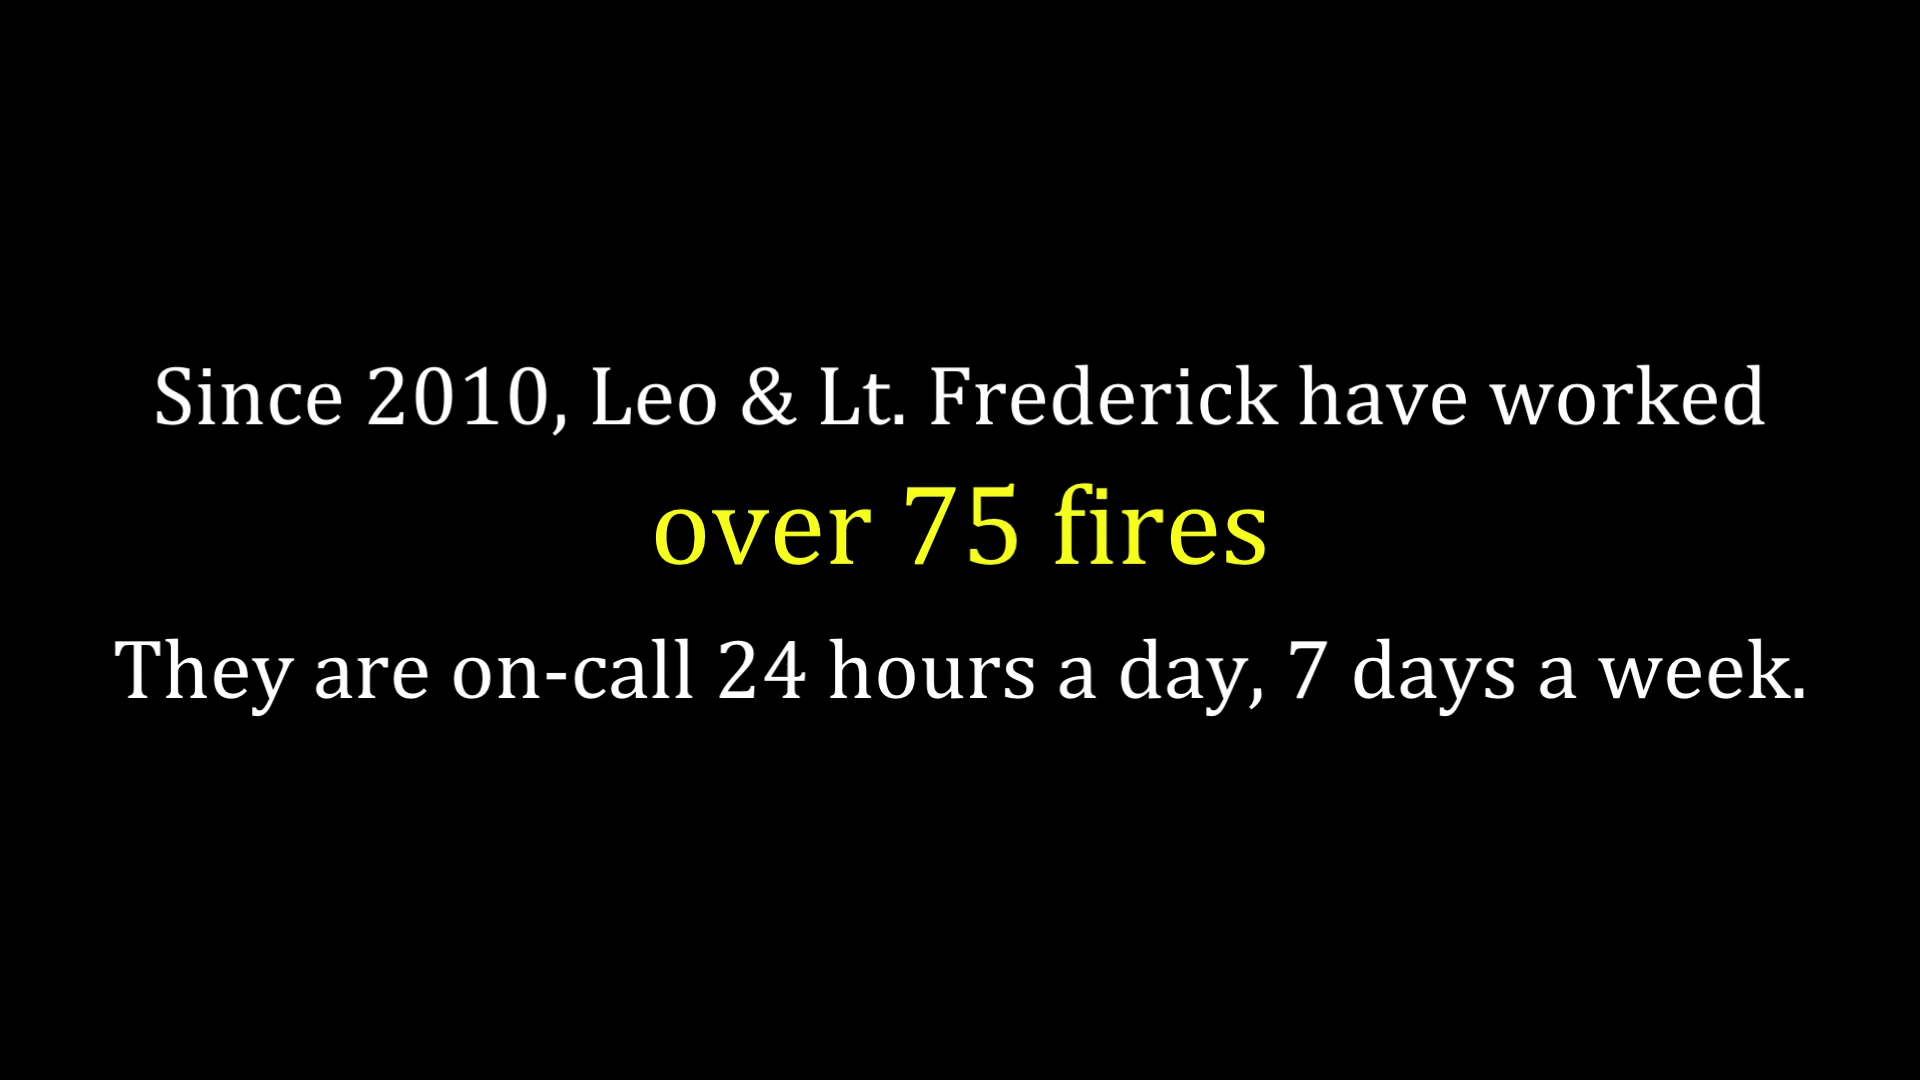 Since 2010, Leo & Lt. Frederick have worked
over 75 fires
They are on-call 24 hours a day, 7 days a week.